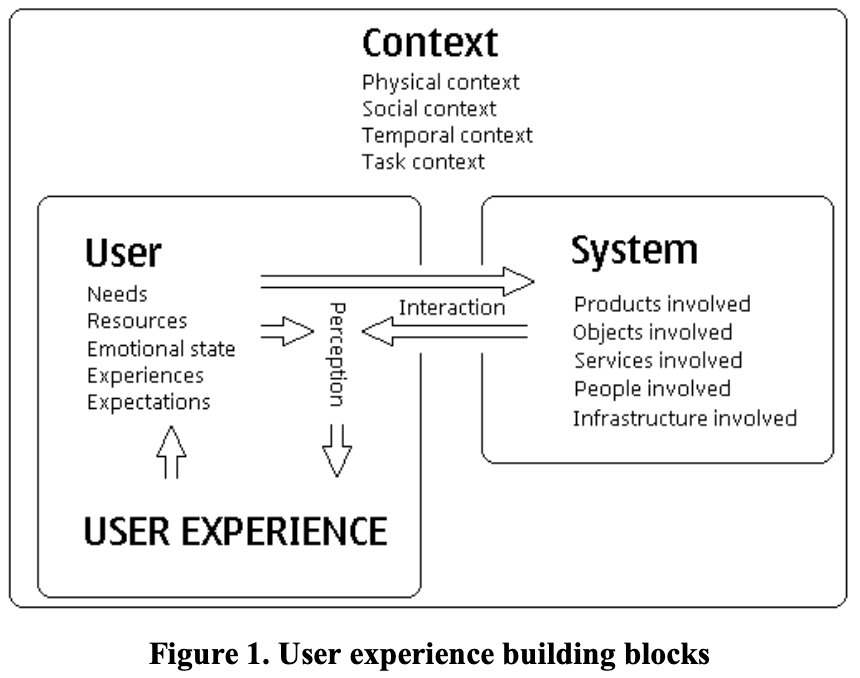 Context
Physical context
Social context
Temporal context
Task context
User
Needs
Resources
Emotional state
Experiences
Expectations
Perception
Interaction
System
Products involved
Objects involved
Services involved
People involved
Infrastructure involved
USER EXPERIENCE
Figure 1. User experience building blocks